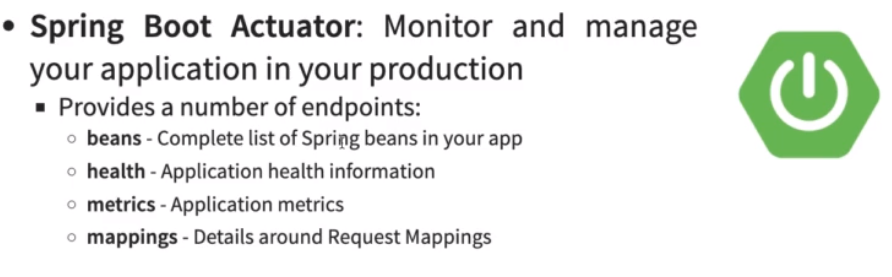 • Spring Boot Actuator: Monitor and manage
your application in your production
▪ Provides a number of endpoints:
○ beans - Complete list of Spring beans in your app
○ health - Application health information
○ metrics - Application metrics
○ mappings - Details around Request Mappings